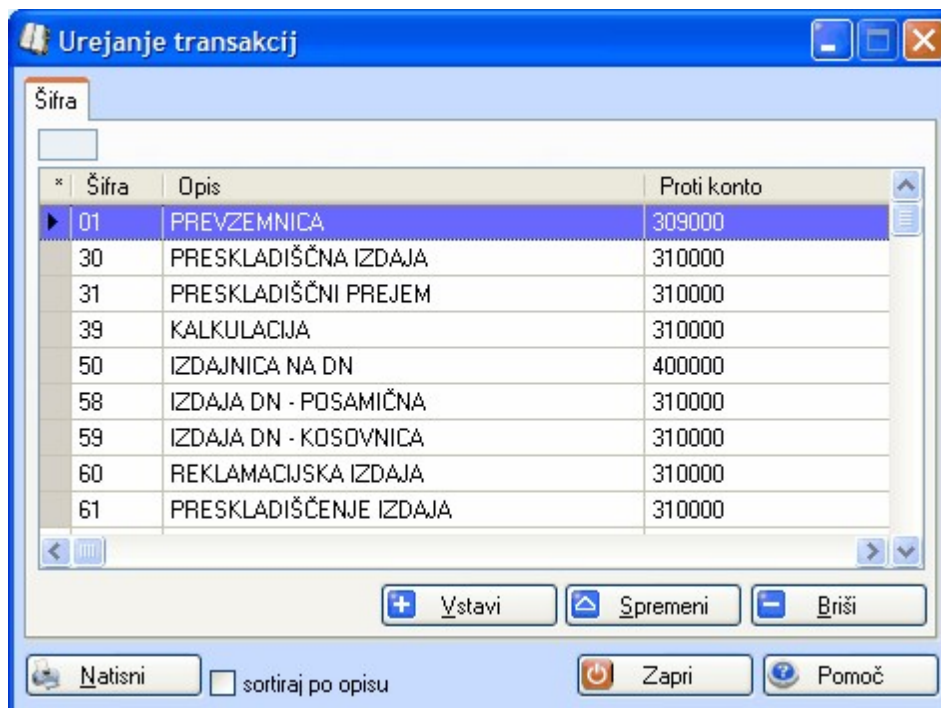 Urejanje transakcij
Šifra
* Šifra Opis Proti konto
01 PREVZEMNICA 309000
30 PRESKLADIŠČNA IZDAJA 310000
31 PRESKLADIŠČNI PREJEM 310000
39 KALKULACIJA 310000
50 IZDAJNICA NA DN 400000
58 IZDAJA DN - POSAMIČNA 310000
59 IZDAJA DN - KOSOVNICA 310000
60 REKLAMACIJSKA IZDAJA 310000
61 PRESKLADIŠČENJE IZDAJA 310000
Vstavi Spremeni Briši
Natisni sortiraj po opisu Zapri Pomoč